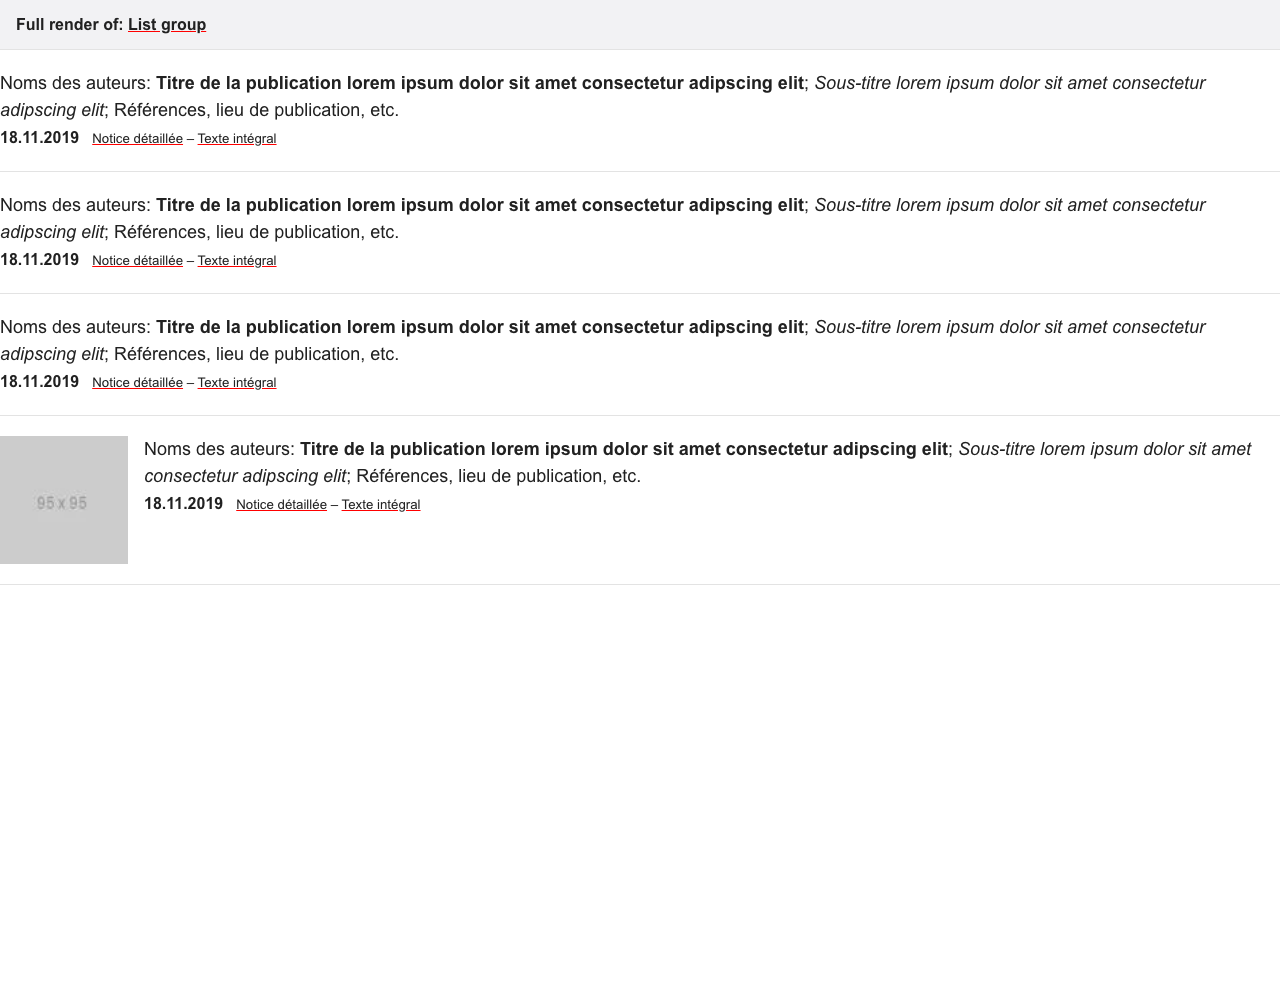 Full render of: List group
Noms des auteurs: Titre de la publication lorem ipsum dolor sit amet consectetur adipscing elit; Sous-titre lorem ipsum dolor sit amet consectetur
adipscing elit; Références, lieu de publication, etc.
18.11.2019 Notice détaillée – Texte intégral
Noms des auteurs: Titre de la publication lorem ipsum dolor sit amet consectetur adipscing elit; Sous-titre lorem ipsum dolor sit amet consectetur
adipscing elit; Références, lieu de publication, etc.
18.11.2019 Notice détaillée – Texte intégral
Noms des auteurs: Titre de la publication lorem ipsum dolor sit amet consectetur adipscing elit; Sous-titre lorem ipsum dolor sit amet consectetur
adipscing elit; Références, lieu de publication, etc.
18.11.2019 Notice détaillée – Texte intégral
95 x 95
Noms des auteurs: Titre de la publication lorem ipsum dolor sit amet consectetur adipscing elit; Sous-titre lorem ipsum dolor sit amet
consectetur adipscing elit; Références, lieu de publication, etc.
18.11.2019 Notice détaillée – Texte intégral